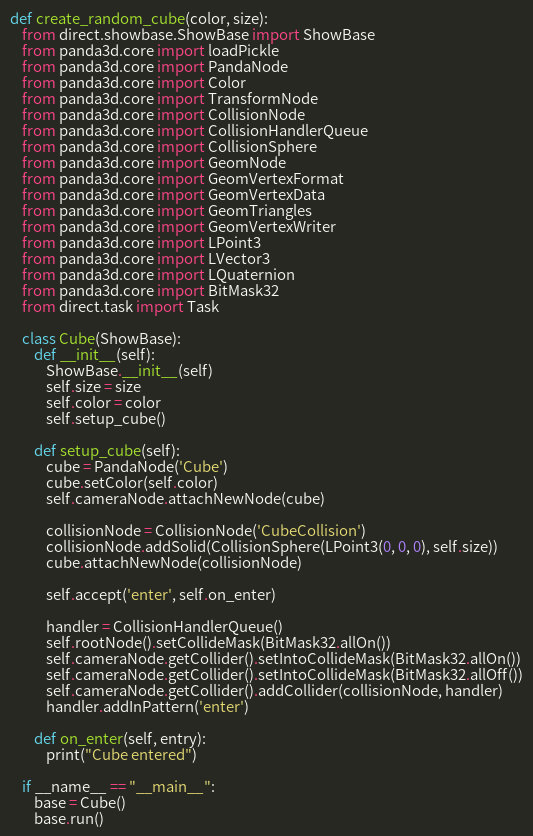 def create_random_cube(color, size):
    from direct.showbase.ShowBase import ShowBase
    from panda3d.core import loadPickle
    from panda3d.core import PandaNode
    from panda3d.core import Color
    from panda3d.core import TransformNode
    from panda3d.core import CollisionNode
    from panda3d.core import CollisionHandlerQueue
    from panda3d.core import CollisionSphere
    from panda3d.core import GeomNode
    from panda3d.core import GeomVertexFormat
    from panda3d.core import GeomVertexData
    from panda3d.core import GeomTriangles
    from panda3d.core import GeomVertexWriter
    from panda3d.core import LPoint3
    from panda3d.core import LVector3
    from panda3d.core import LQuaternion
    from panda3d.core import BitMask32
    from direct.task import Task

    class Cube(ShowBase):
        def __init__(self):
            ShowBase.__init__(self)
            self.size = size
            self.color = color
            self.setup_cube()

        def setup_cube(self):
            cube = PandaNode('Cube')
            cube.setColor(self.color)
            self.cameraNode.attachNewNode(cube)

            collisionNode = CollisionNode('CubeCollision')
            collisionNode.addSolid(CollisionSphere(LPoint3(0, 0, 0), self.size))
            cube.attachNewNode(collisionNode)

            self.accept('enter', self.on_enter)

            handler = CollisionHandlerQueue()
            self.rootNode().setCollideMask(BitMask32.allOn())
            self.cameraNode.getCollider().setIntoCollideMask(BitMask32.allOn())
            self.cameraNode.getCollider().setIntoCollideMask(BitMask32.allOff())
            self.cameraNode.getCollider().addCollider(collisionNode, handler)
            handler.addInPattern('enter')

        def on_enter(self, entry):
            print("Cube entered")

    if __name__ == "__main__":
        base = Cube()
        base.run()